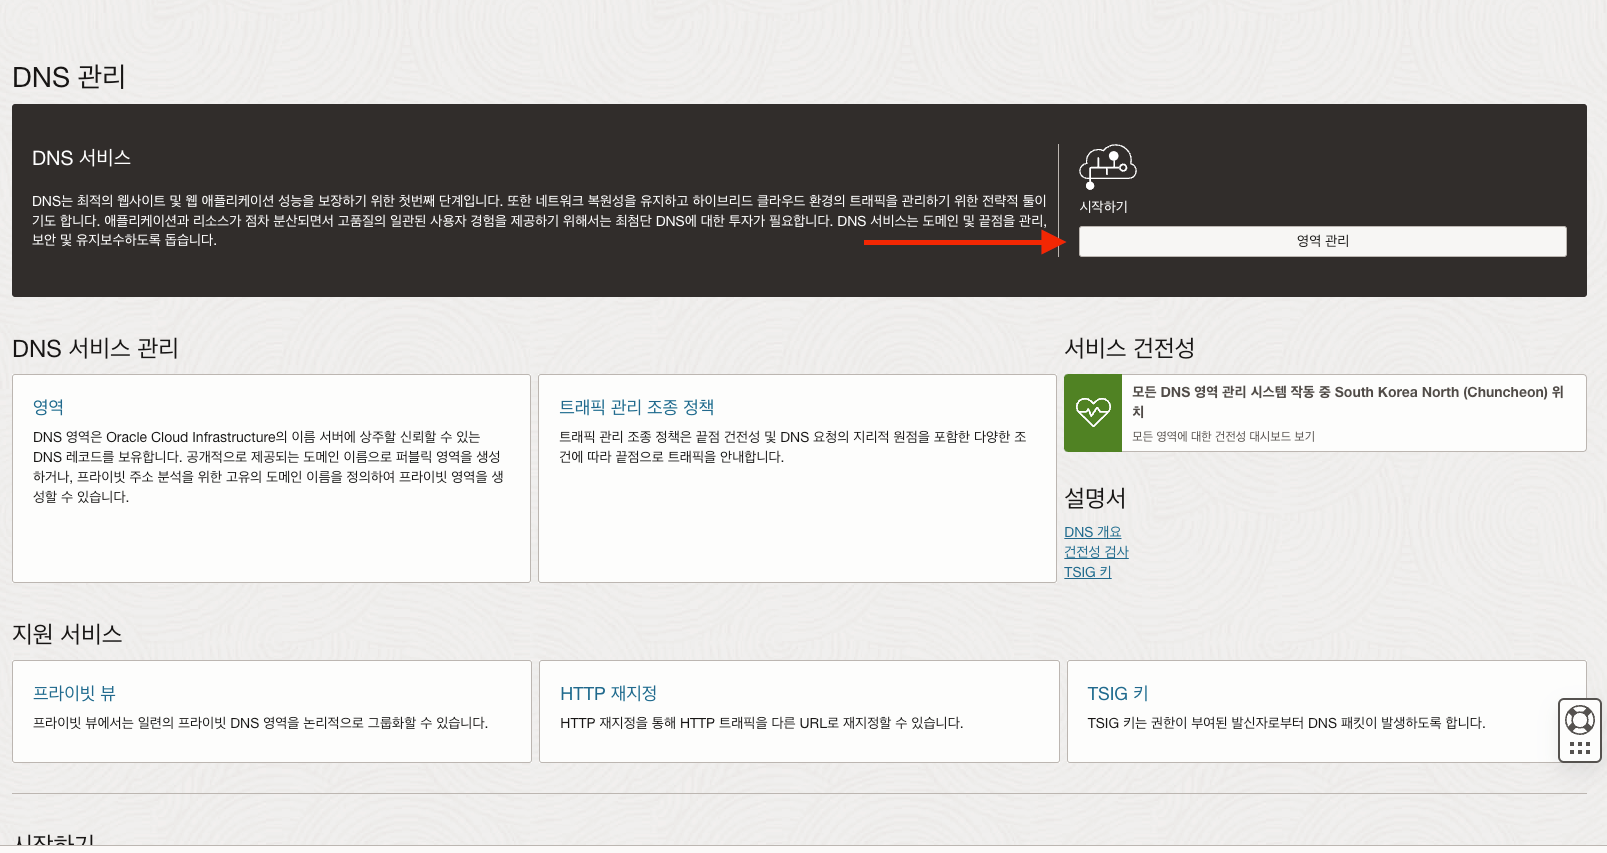 DNS 관리
DNS 서비스
DNS는 최적의 웹사이트 및 웹 애플리케이션 성능을 보장하기 위한 첫번째 단계입니다. 또한 네트워크 복원성을 유지하고 하이브리드 클라우드 환경의 트래픽을 관리하기 위한 전략적 툴이
기도 합니다. 애플리케이션과 리소스가 점차 분산되면서 고품질의 일관된 사용자 경험을 제공하기 위해서는 최첨단 DNS에 대한 투자가 필요합니다. DNS 서비스는 도메인 및 끝점을 관리,
보안 및 유지보수하도록 돕습니다.
시작하기
영역 관리
DNS 서비스 관리
영역
DNS 영역은 Oracle Cloud Infrastructure의 이름 서버에 상주할 신뢰할 수 있는
DNS 레코드를 보유합니다. 공개적으로 제공되는 도메인 이름으로 퍼블릭 영역을 생성
하거나, 프라이빗 주소 분석을 위한 고유의 도메인 이름을 정의하여 프라이빗 영역을 생
성할 수 있습니다.
트래픽 관리 조종 정책
트래픽 관리 조종 정책은 끝점 건전성 및 DNS 요청의 지리적 원점을 포함한 다양한 조
건에 따라 끝점으로 트래픽을 안내합니다.
서비스 건전성
모든 DNS 영역 관리 시스템 작동 중 South Korea North (Chuncheon) 위
치
모든 영역에 대한 건전성 대시보드 보기
설명서
DNS 개요
건전성 검사
TSIG 키
지원 서비스
프라이빗 뷰
프라이빗 뷰에서는 일련의 프라이빗 DNS 영역을 논리적으로 그룹화할 수 있습니다.
HTTP 재지정
HTTP 재지정을 통해 HTTP 트래픽을 다른 URL로 재지정할 수 있습니다.
TSIG 키
TSIG 키는 권한이 부여된 발신자로부터 DNS 패킷이 발생하도록 합니다.
시작하기